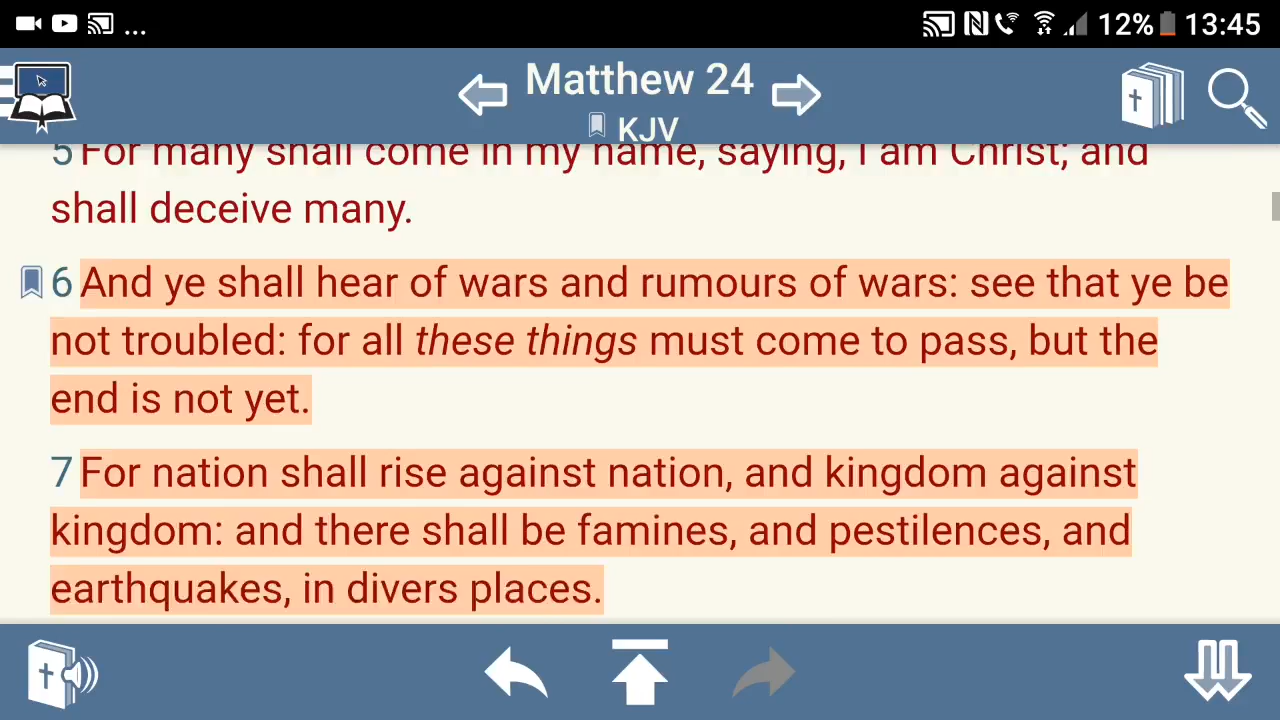 ... 12% 13:45
Matthew 24
KJV
5 For many shall come in my name, saying, I am Christ; and
shall deceive many.
6 And ye shall hear of wars and rumours of wars: see that ye be
not troubled: for all these things must come to pass, but the
end is not yet.
7 For nation shall rise against nation, and kingdom against
kingdom: and there shall be famines, and pestilences, and
earthquakes, in divers places.